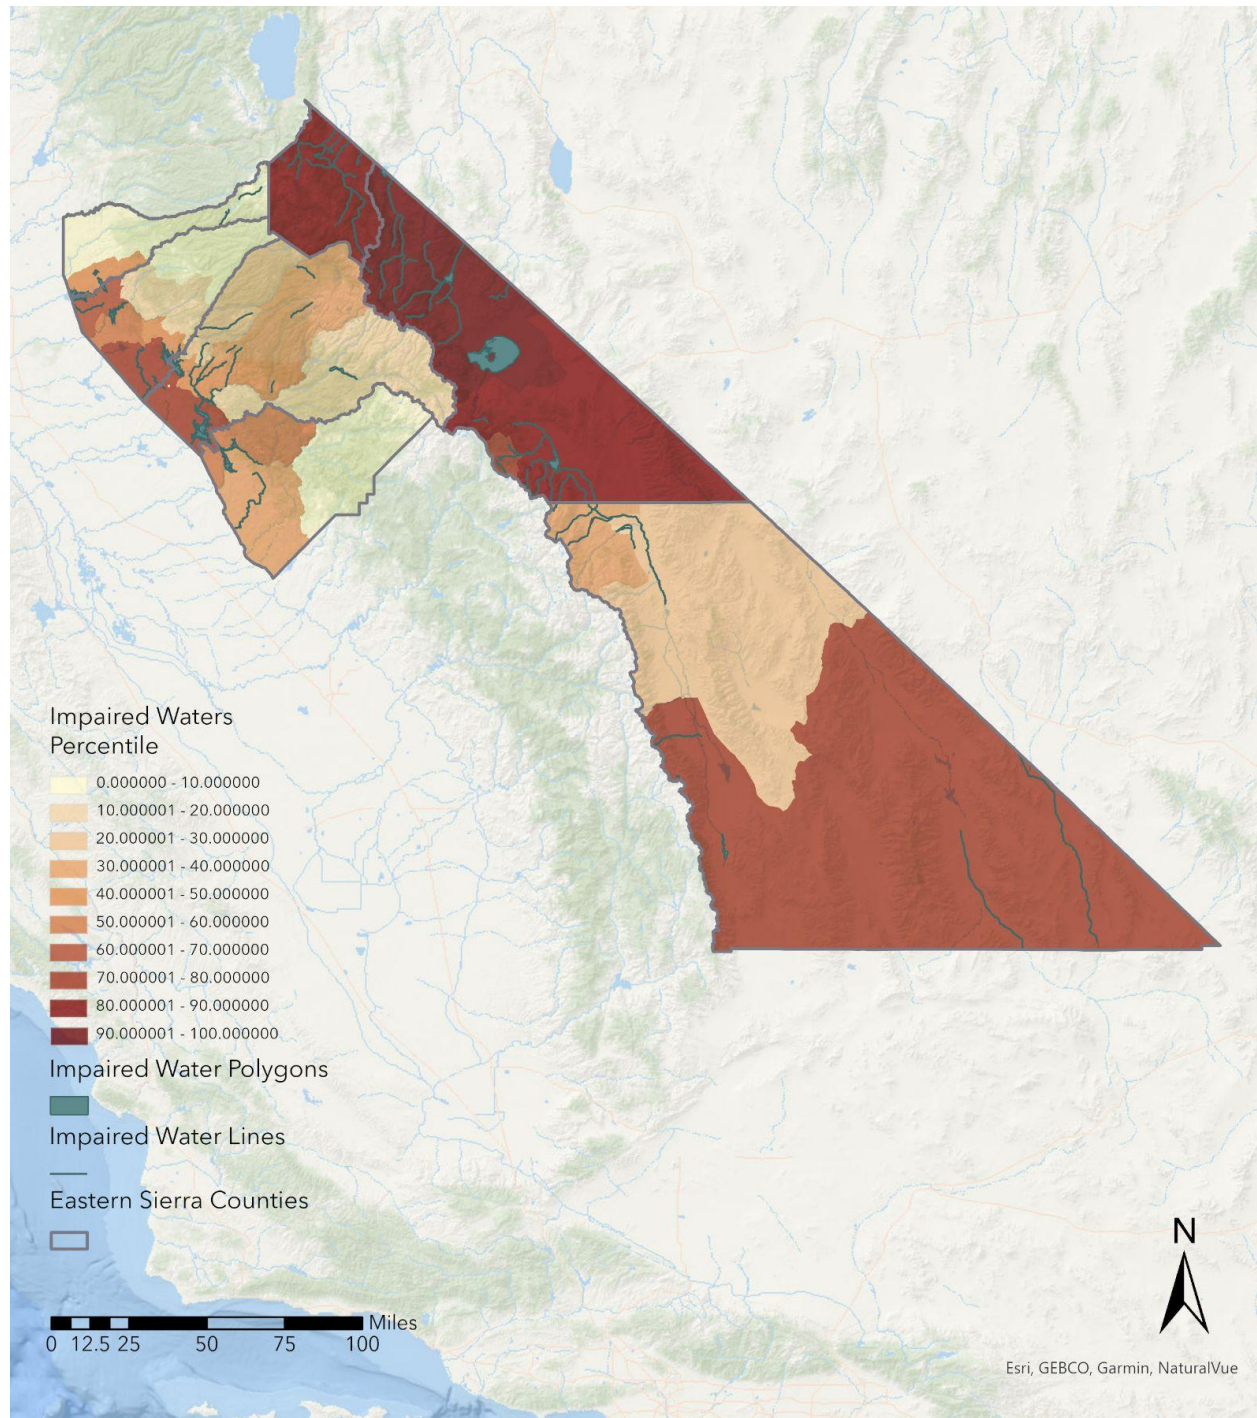 Impaired Waters
Percentile
0.000000 - 10.000000
10.000001 - 20.000000
20.000001 - 30.000000
30.000001 - 40.000000
40.000001 - 50.000000
50.000001 - 60.000000
60.000001 - 70.000000
70.000001 - 80.000000
80.000001 - 90.000000
90.000001 - 100.000000
Impaired Water Polygons
Impaired Water Lines
Eastern Sierra Counties
N
Miles
0 12.5 25 50 75 100
Esri, GEBCO, Garmin, NaturalVue